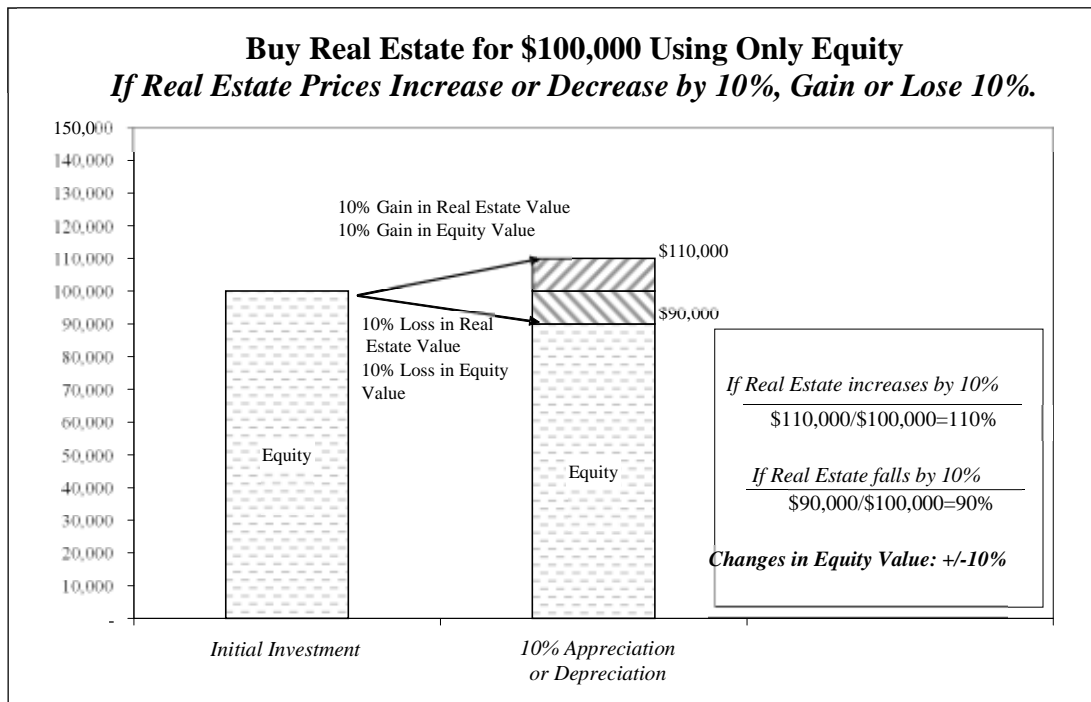 Buy Real Estate for $100,000 Using Only Equity
If Real Estate Prices Increase or Decrease by 10%, Gain or Lose 10%.
150,000
140,000
130,000
120,000
110,000
100,000
90,000
80,000
70,000
60,000
50,000
40,000
30,000
20,000
10,000
-
10% Gain in Real Estate Value
10% Gain in Equity Value
$110,000
$90,000
10% Loss in Real
Estate Value
10% Loss in Equity
Value
Equity
Equity
If Real Estate increases by 10%
$110,000/$100,000=110%
If Real Estate falls by 10%
$90,000/$100,000=90%
Changes in Equity Value: +/-10%
Initial Investment
10% Appreciation
or Depreciation